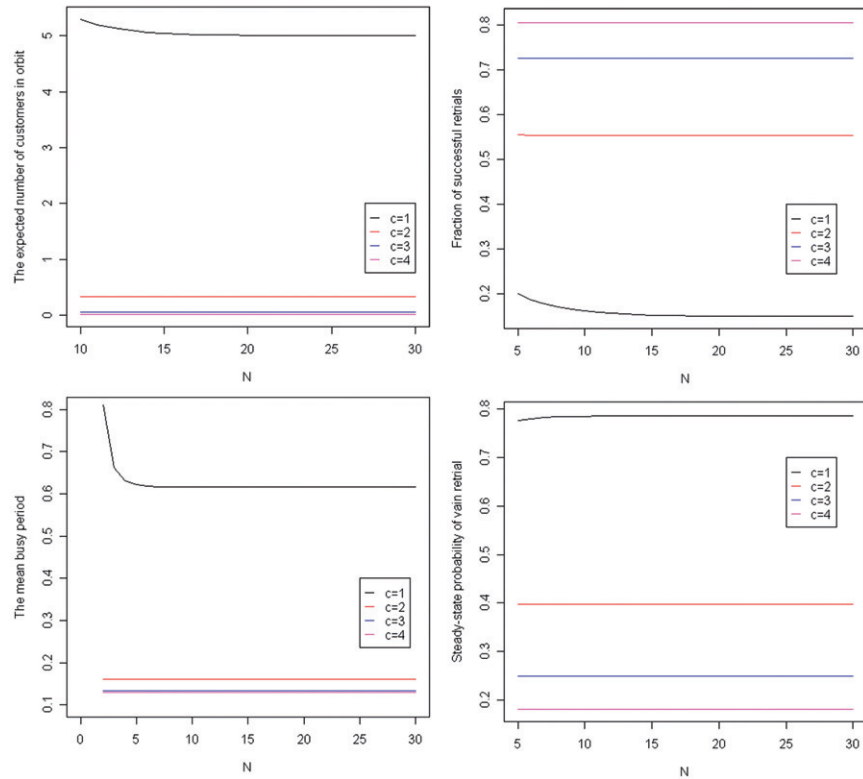 The expected number of customers in orbit
5
4
3
2
1
0
10
15
20
25
30
N
c=1
c=2
c=3
c=4
Fraction of successful retrials
0.8
0.7
0.6
0.5
0.4
0.3
0.2
5
10
15
20
25
30
N
c=1
c=2
c=3
c=4
The mean busy period
0.8
0.7
0.6
0.5
0.4
0.3
0.2
0.1
0
5
10
15
20
25
30
N
c=1
c=2
c=3
c=4
Steady-state probability of vain retrial
0.8
0.7
0.6
0.5
0.4
0.3
0.2
5
10
15
20
25
30
N
c=1
c=2
c=3
c=4